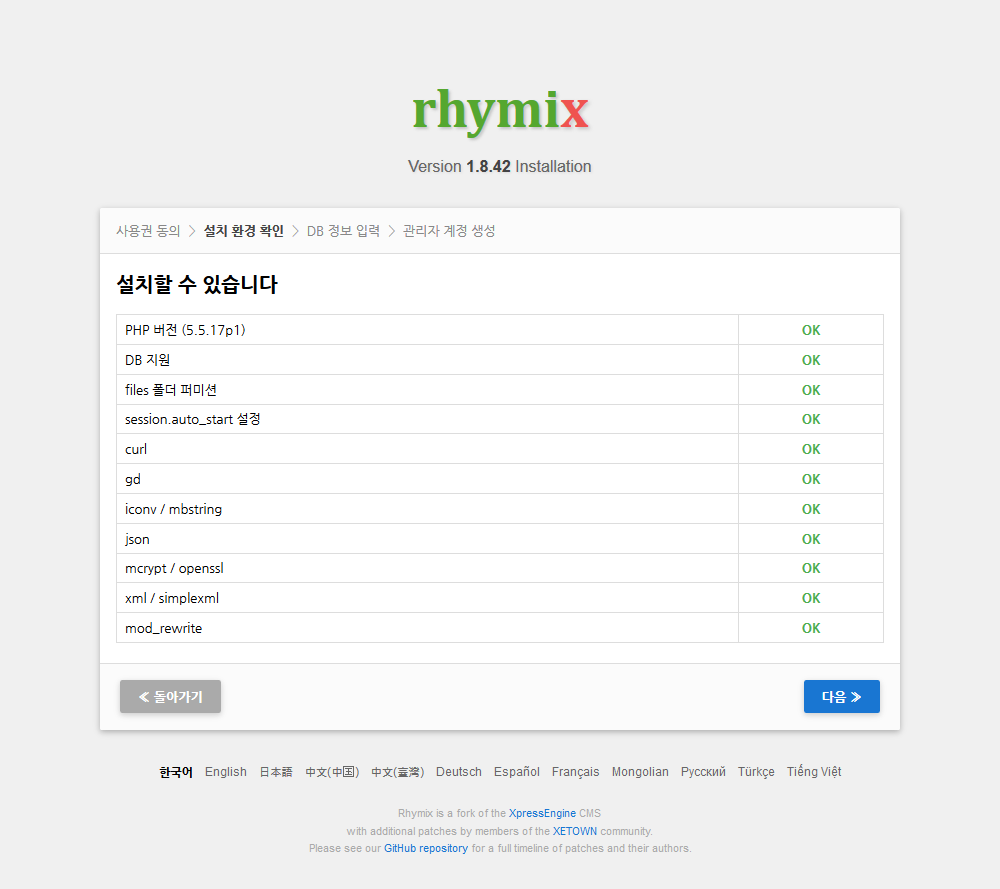 rhymix
Version 1.8.42 Installation
사용권 동의 > 설치 환경 확인 > DB 정보 입력 > 관리자 계정 생성
설치할 수 있습니다
PHP 버전 (5.5.17p1) OK
DB 지원 OK
files 폴더 퍼미션 OK
session.auto_start 설정 OK
curl OK
gd OK
iconv / mbstring OK
json OK
mcrypt / openssl OK
xml / simplexml OK
mod_rewrite OK
≪ 돌아가기 다음 ≫
한국어 English 日本語 中文(中国) 中文(臺灣) Deutsch Español Français Mongolian Русский Türkçe Tiếng Việt
Rhymix is a fork of the XpressEngine CMS
with additional patches by members of the XETOWN community.
Please see our GitHub repository for a full timeline of patches and their authors.